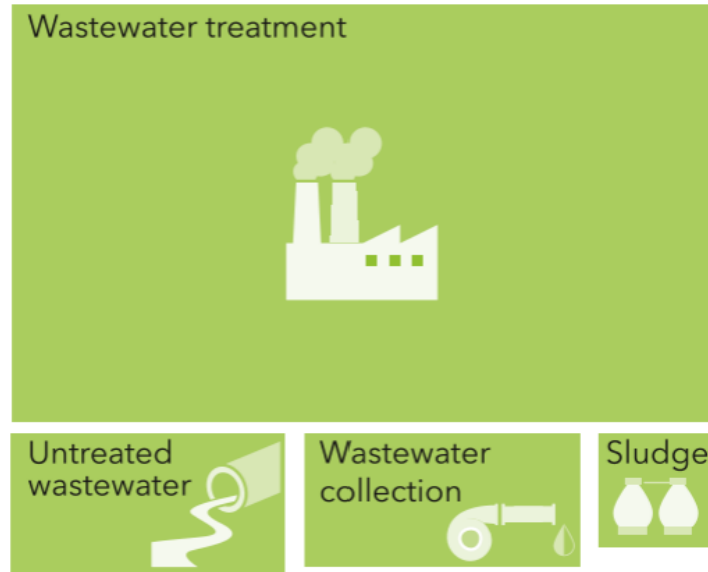 Wastewater treatment
Untreated
wastewater
Wastewater
collection
Sludge